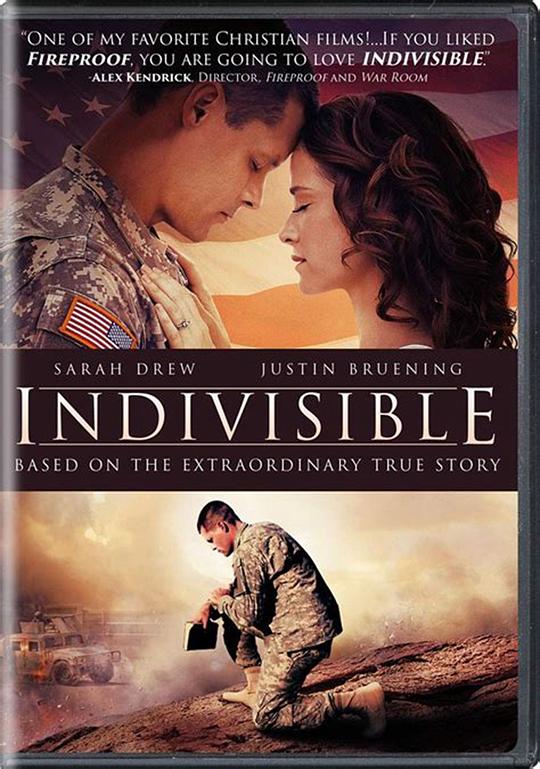 “ONE OF MY FAVORITE CHRISTIAN FILMS!...IF YOU LIKED
FIREPROOF, YOU ARE GOING TO LOVE INDIVISIBLE.”
-ALEX KENDRICK, DIRECTOR, FIREPROOF AND WAR ROOM
SARAH DREW JUSTIN BRUENING
INDIVISIBLE
BASED ON THE EXTRAORDINARY TRUE STORY